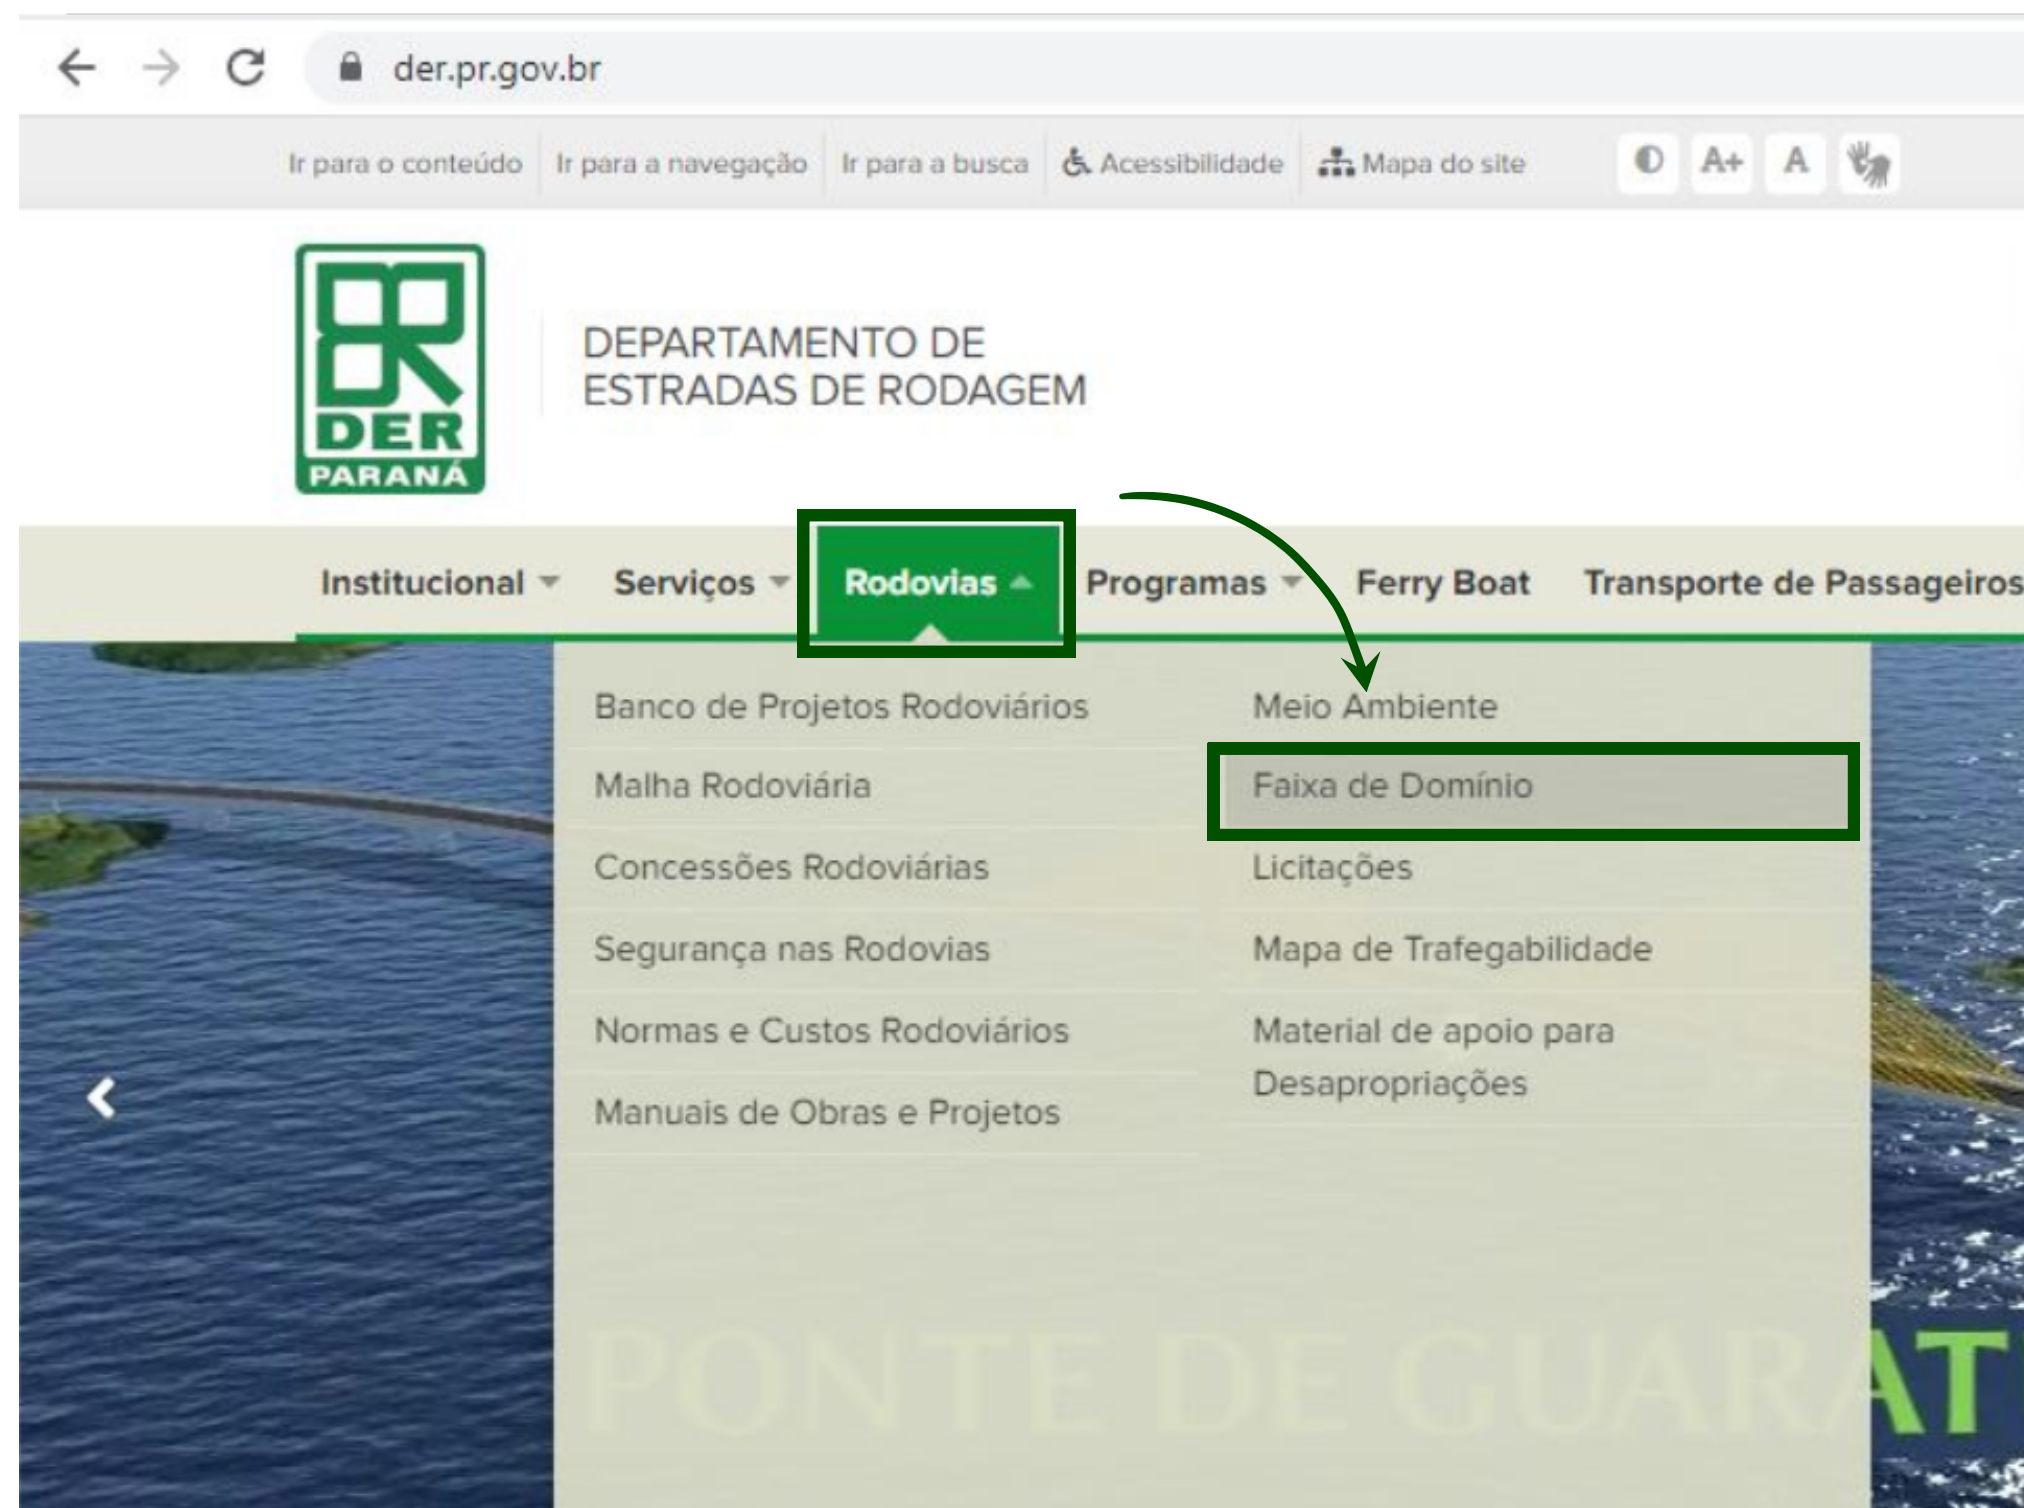 der.pr.gov.br
Ir para o conteúdo Ir para a navegação Ir para a busca Acessibilidade Mapa do site A+ A
DER
PARANÁ
DEPARTAMENTO DE
ESTRADAS DE RODAGEM
Institucional Serviços Rodovias Programas Ferry Boat Transporte de Passageiros
Banco de Projetos Rodoviários
Malha Rodoviária
Concessões Rodoviárias
Segurança nas Rodovias
Normas e Custos Rodoviários
Manuais de Obras e Projetos
Meio Ambiente
Faixa de Domínio
Licitações
Mapa de Trafegabilidade
Material de apoio para
Desapropriações
PONTE DE GUARAT